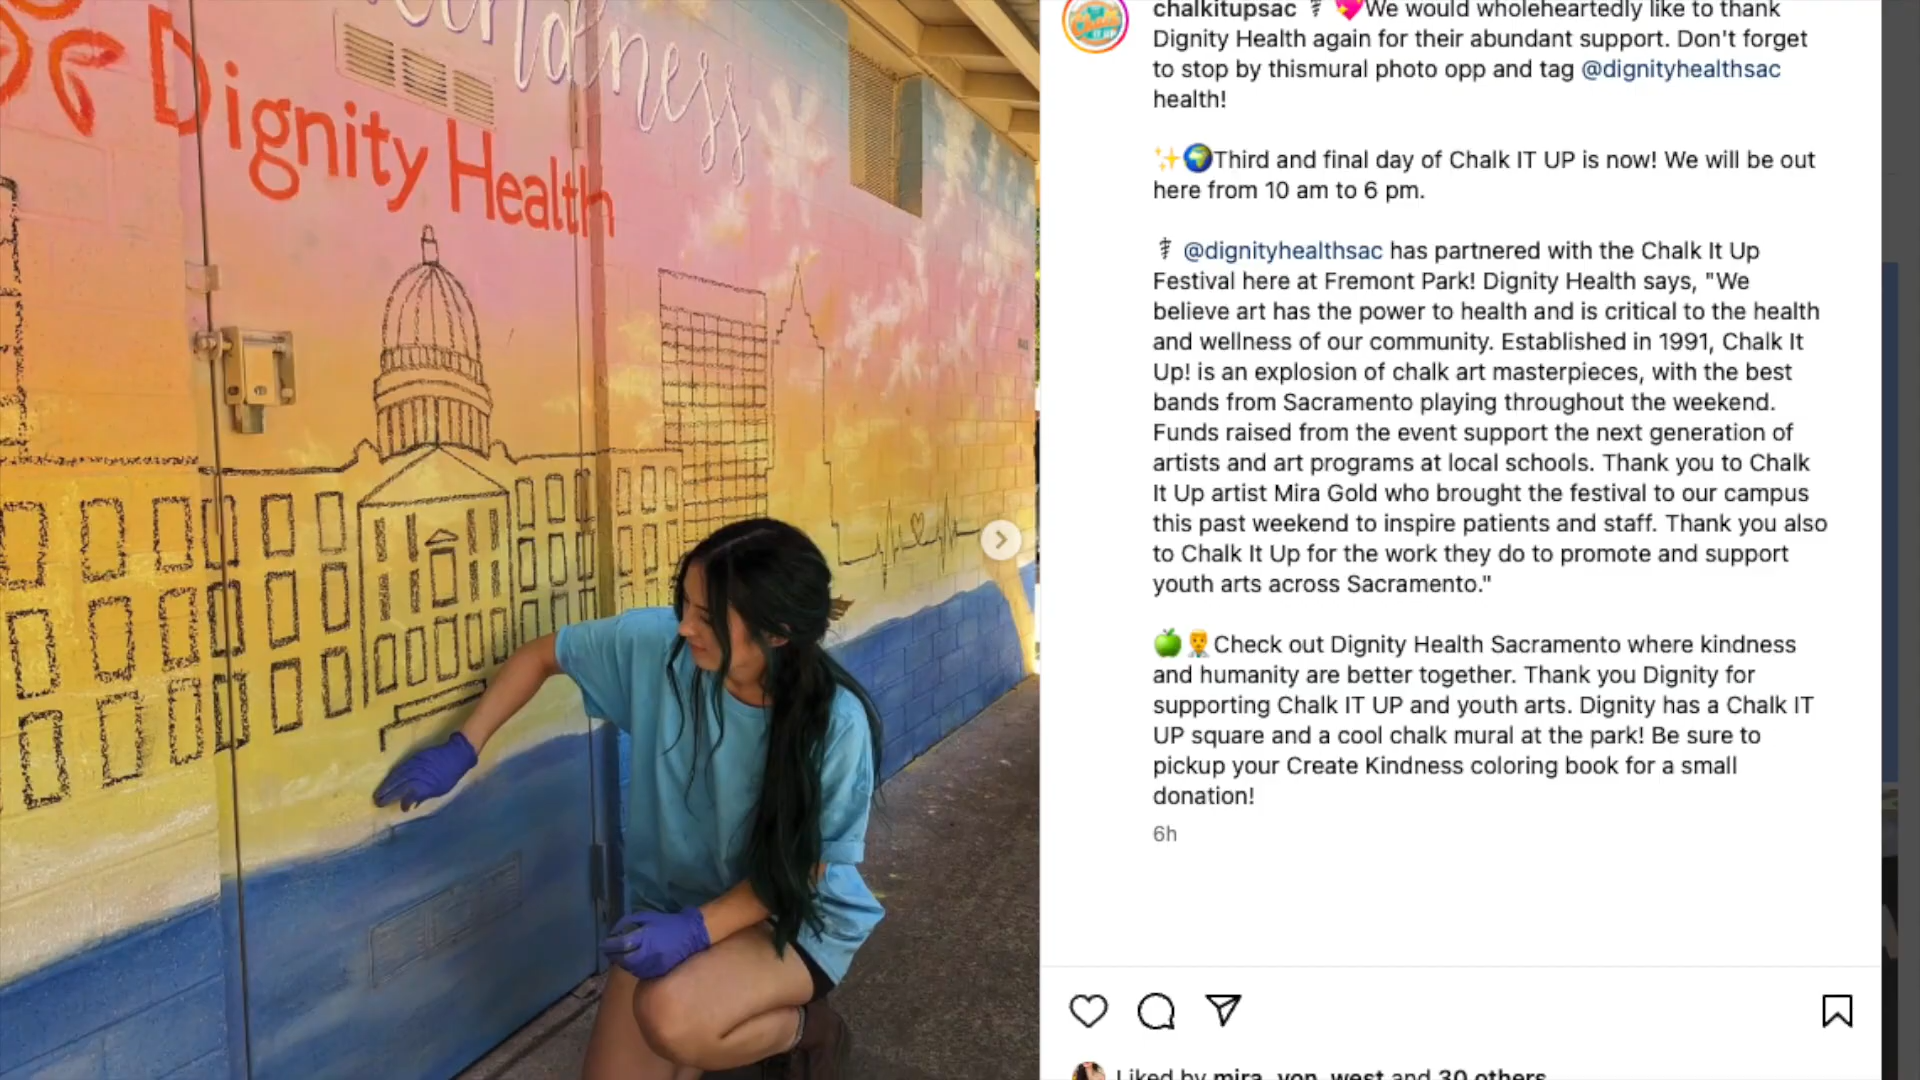 Kindness
Dignity Health
chalkitupsac ⚕ 💖We would wholeheartedly like to thank
Dignity Health again for their abundant support. Don't forget
to stop by thismural photo opp and tag @dignityhealthsac
health!
✨🌍Third and final day of Chalk IT UP is now! We will be out
here from 10 am to 6 pm.
⚕ @dignityhealthsac has partnered with the Chalk It Up
Festival here at Fremont Park! Dignity Health says, "We
believe art has the power to health and is critical to the health
and wellness of our community. Established in 1991, Chalk It
Up! is an explosion of chalk art masterpieces, with the best
bands from Sacramento playing throughout the weekend.
Funds raised from the event support the next generation of
artists and art programs at local schools. Thank you to Chalk
It Up artist Mira Gold who brought the festival to our campus
this past weekend to inspire patients and staff. Thank you also
to Chalk It Up for the work they do to promote and support
youth arts across Sacramento."
🍏👨‍⚕️Check out Dignity Health Sacramento where kindness
and humanity are better together. Thank you Dignity for
supporting Chalk IT UP and youth arts. Dignity has a Chalk IT
UP square and a cool chalk mural at the park! Be sure to
pickup your Create Kindness coloring book for a small
donation!
6h
Liked by mira_von_west and 30 others